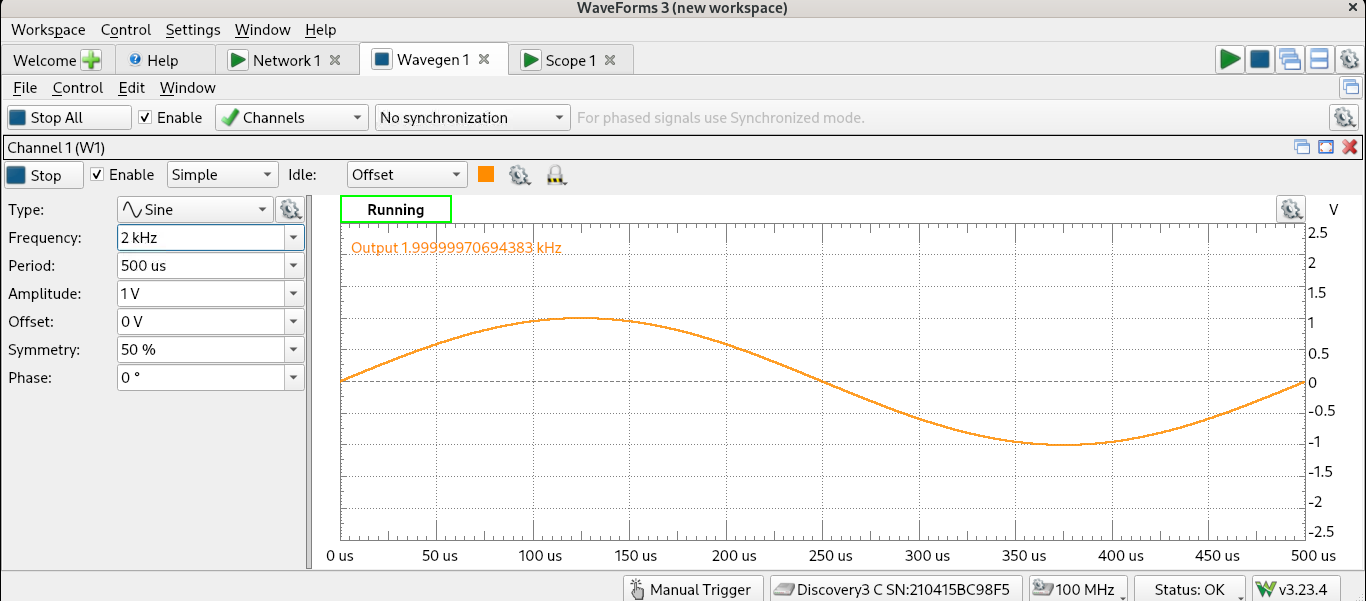 WaveForms 3 (new workspace)
Workspace Control Settings Window Help
Welcome Help Network 1 Wavegen 1 Scope 1
File Control Edit Window
Stop All Enable Channels No synchronization For phased signals use Synchronized mode.
Channel 1 (W1)
Stop Enable Simple Idle: Offset
Type: Sine
Frequency: 2 kHz
Period: 500 us
Amplitude: 1 V
Offset: 0 V
Symmetry: 50 %
Phase: 0 °
Running V
Output 1.99999970694383 kHz
2.5
2
1.5
1
0.5
0
-0.5
-1
-1.5
-2
-2.5
0 us 50 us 100 us 150 us 200 us 250 us 300 us 350 us 400 us 450 us 500 us
Manual Trigger Discovery3 C SN:210415BC98F5 100 MHz Status: OK v3.23.4